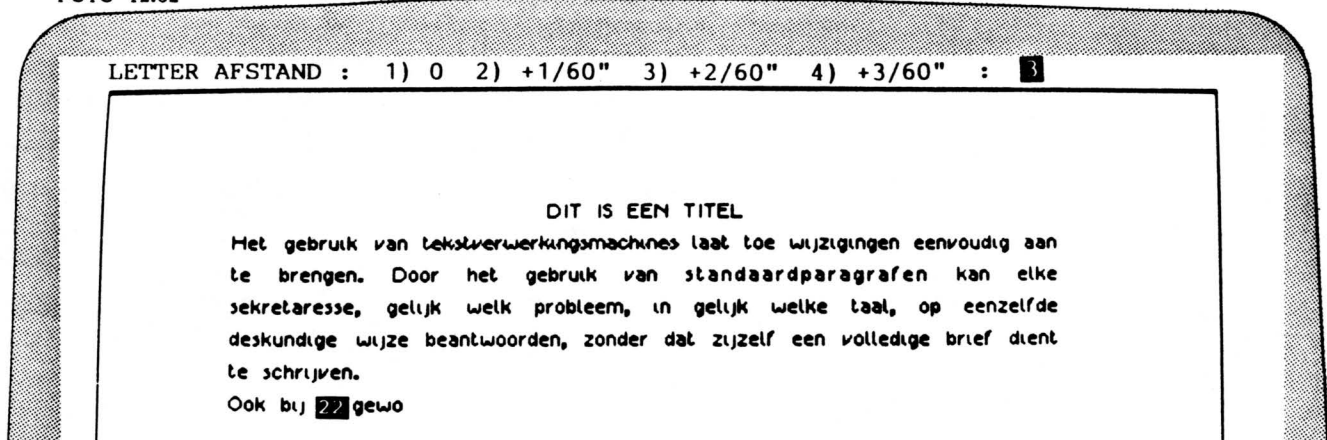 LETTER AFSTAND : 1) 0 2) +1/60" 3) +2/60" 4) +3/60" : 3
DIT IS EEN TITEL
Het gebruik van tekstverwerkingsmachines laat toe wijzigingen eenvoudig aan
te brengen. Door het gebruik van standaardparagrafen kan elke
sekretaresse, gelijk welk probleem, in gelijk welke taal, op eenzelfde
deskundige wijze beantwoorden, zonder dat zijzelf een volledige brief dient
te schrijven.
Ook bij 22 gewo